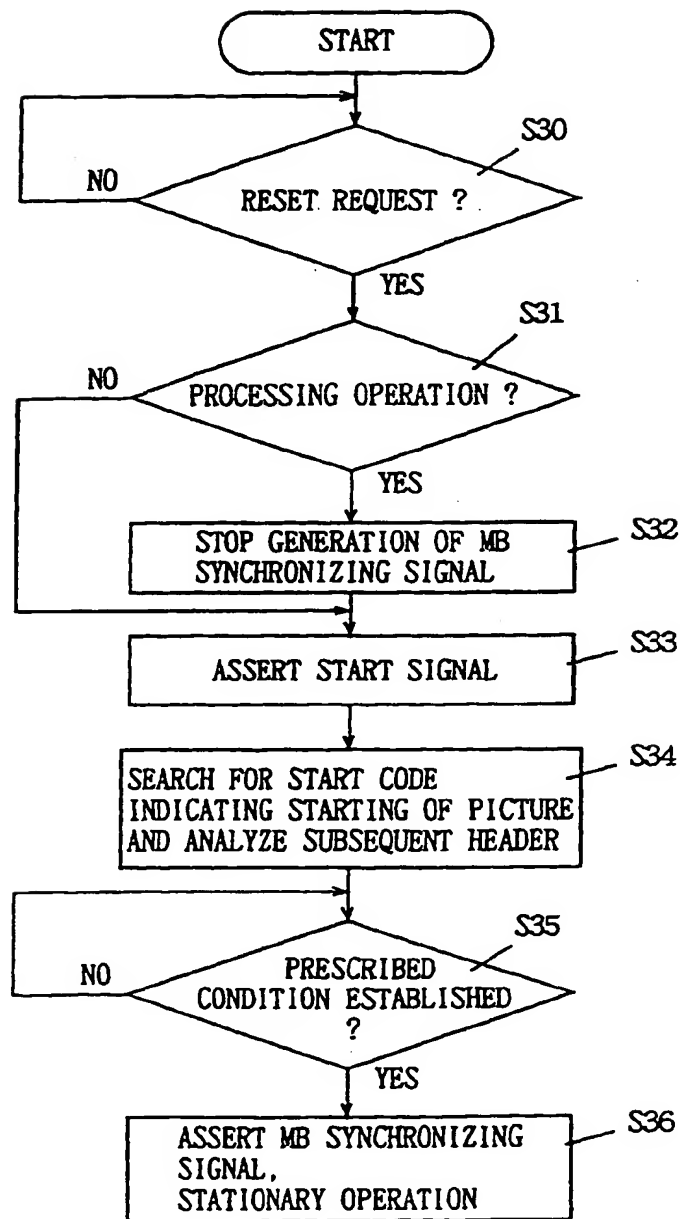 START
S30
NO
RESET REQUEST ?
YES
S31
NO
PROCESSING OPERATION ?
YES
S32
STOP GENERATION OF MB
SYNCHRONIZING SIGNAL
S33
ASSERT START SIGNAL
S34
SEARCH FOR START CODE
INDICATING STARTING OF PICTURE
AND ANALYZE SUBSEQUENT HEADER
S35
NO
PRESCRIBED
CONDITION ESTABLISHED
?
YES
S36
ASSERT MB SYNCHRONIZING
SIGNAL,
STATIONARY OPERATION